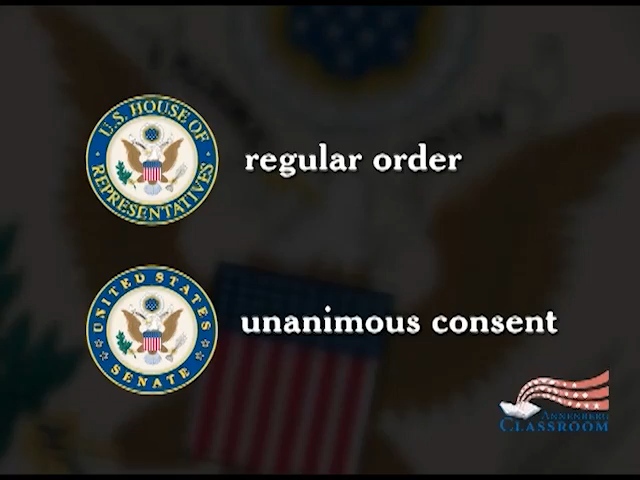 U.S. HOUSE OF
REPRESENTATIVES
regular order
UNITED STATES
SENATE
unanimous consent
ANNENBERG
CLASSROOM